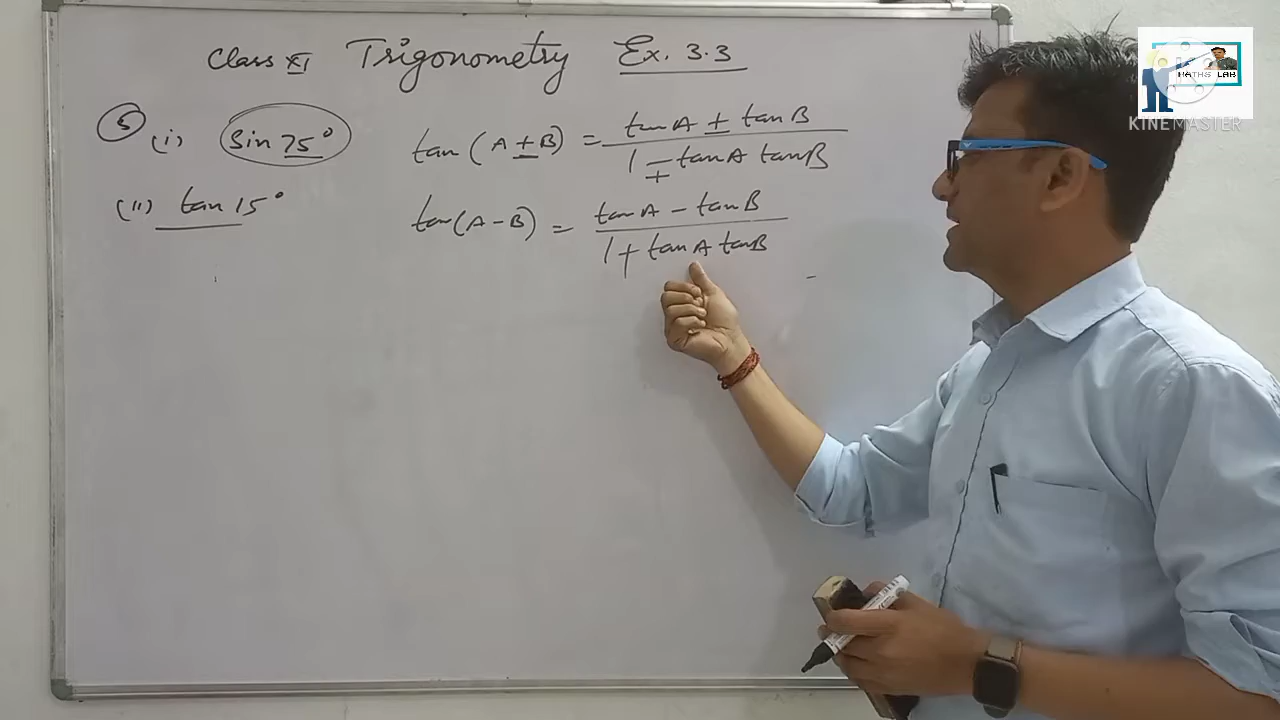 Class XI Trigonometry Ex. 3.3
5 (i) Sin 75° tan (A ± B) = tan A ± tan B / 1 ∓ tan A tan B
(ii) tan 15° tan (A - B) = tan A - tan B / 1 + tan A tan B
MATHS LAB
KINEMASTER